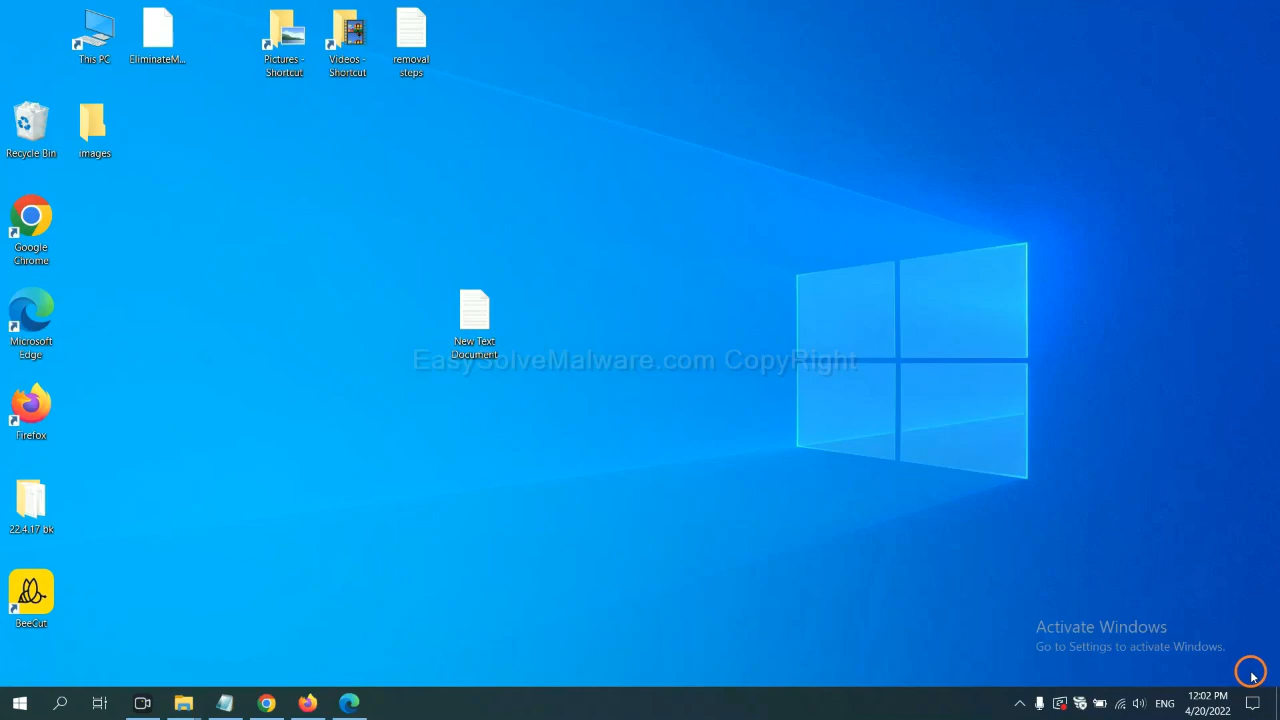 This PC
EliminateM...
Pictures -
Shortcut
Videos -
Shortcut
removal
steps
Recycle Bin
images
Google
Chrome
Microsoft
Edge
New Text
Document
EasySolveMalware.com CopyRight
Firefox
22.4.17 bk
BeeCut
Activate Windows
Go to Settings to activate Windows.
ENG
12:02 PM
4/20/2022